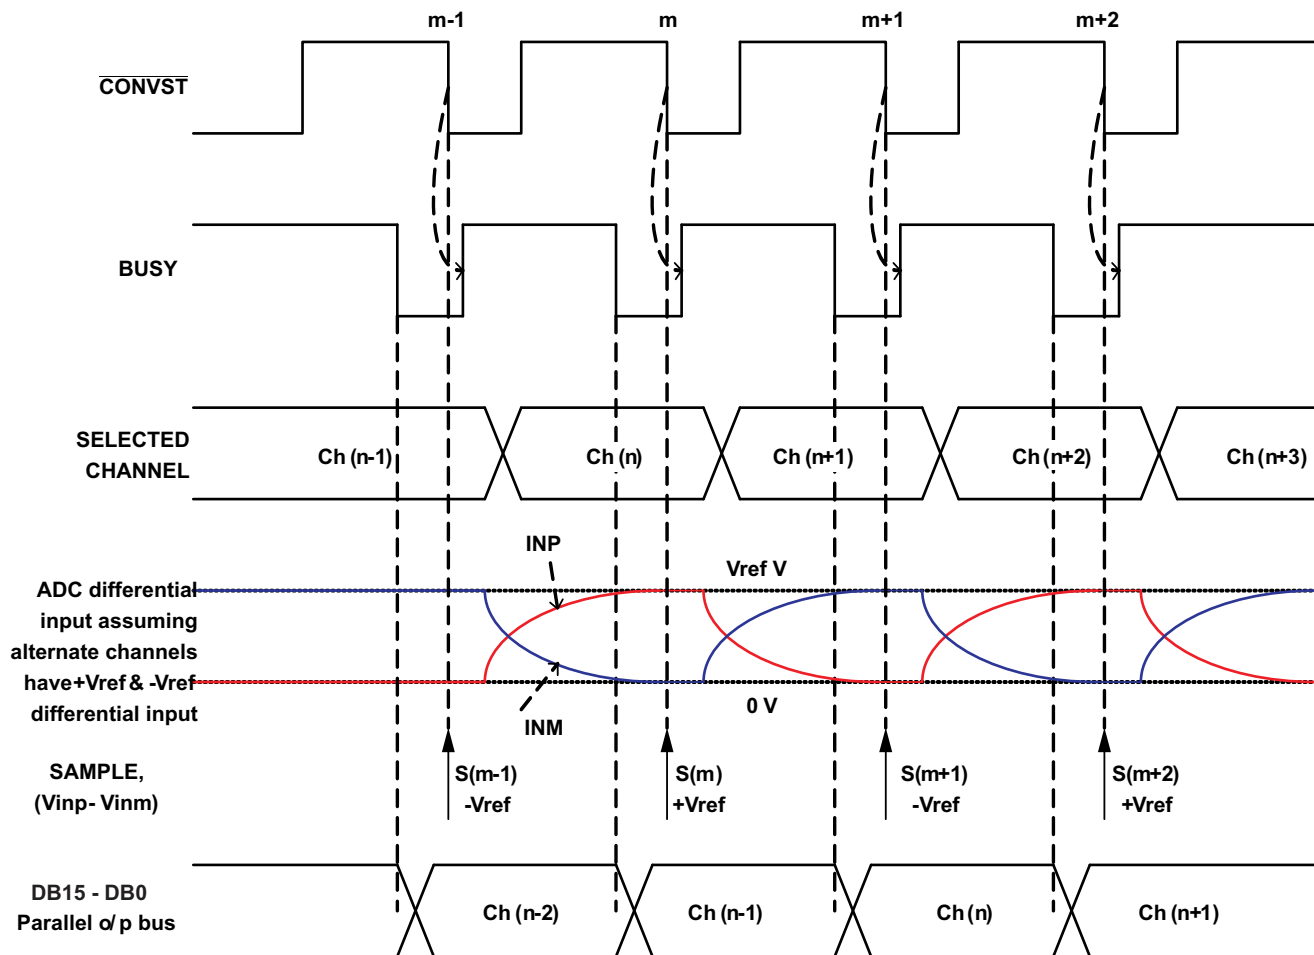 m-1 m m+1 m+2
CONVST
BUSY
SELECTED
CHANNEL
Ch (n-1) Ch (n) Ch (n+1) Ch (n+2) Ch (n+3)
INP
Vref V
ADC differential
input assuming
alternate channels
have+Vref & -Vref
differential input
INM
0 V
SAMPLE,
(Vinp- Vinm)
S(m-1)
-Vref
S(m)
+Vref
S(m+1)
-Vref
S(m+2)
+Vref
DB15 - DB0
Parallel o/p bus
Ch (n-2) Ch (n-1) Ch (n) Ch (n+1)